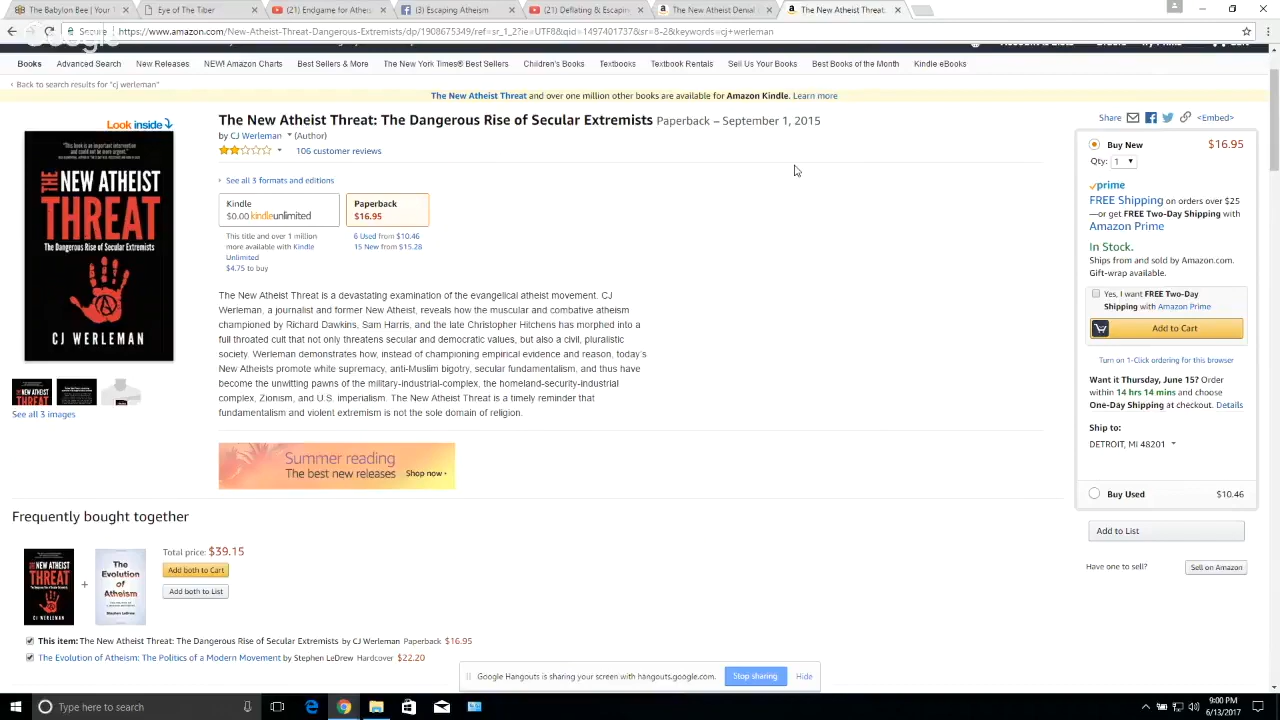 The Babylon Bee | Your
Eye Of The Tiber
(21) Endgame for Atheis
(3) Escaping Atheism
(21) Deflating & Escapin
The New Atheist Denial
The New Atheist Threat:
Secure
https://www.amazon.com/New-Atheist-Threat-Dangerous-Extremists/dp/1908675349/ref=sr_1_2?ie=UTF8&qid=1497401737&sr=8-2&keywords=cj+werleman
Google
Books Advanced Search New Releases NEW! Amazon Charts Best Sellers & More The New York Times® Best Sellers Children's Books Textbooks Textbook Rentals Sell Us Your Books Best Books of the Month Kindle eBooks
‹ Back to search results for "cj werleman"
The New Atheist Threat and over one million other books are available for Amazon Kindle. Learn more
Look inside
THE NEW ATHEIST
THREAT
The Dangerous Rise of Secular Extremists
CJ WERLEMAN
See all 3 images
The New Atheist Threat: The Dangerous Rise of Secular Extremists Paperback – September 1, 2015
by CJ Werleman (Author)
106 customer reviews
See all 3 formats and editions
Kindle
$0.00 kindleunlimited
This title and over 1 million
more available with Kindle
Unlimited
$4.75 to buy
Paperback
$16.95
6 Used from $10.46
15 New from $15.28
The New Atheist Threat is a devastating examination of the evangelical atheist movement. CJ
Werleman, a journalist and former New Atheist, reveals how the muscular and combative atheism
championed by Richard Dawkins, Sam Harris, and the late Christopher Hitchens has morphed into a
full throated cult that not only threatens secular and democratic values, but also a civil, pluralistic
society. Werleman demonstrates how, instead of championing empirical evidence and reason, today's
New Atheists promote white supremacy, anti-Muslim bigotry, secular fundamentalism, and thus have
become the unwitting pawns of the military-industrial-complex, the homeland-security-industrial
complex, Zionism, and U.S. imperialism. The New Atheist Threat is a timely reminder that
fundamentalism and violent extremism is not the sole domain of religion.
Summer reading
The best new releases
Shop now ›
Share <Embed>
Buy New $16.95
Qty: 1
prime
FREE Shipping on orders over $25
—or get FREE Two-Day Shipping with
Amazon Prime
In Stock.
Ships from and sold by Amazon.com.
Gift-wrap available.
Yes, I want FREE Two-Day
Shipping with Amazon Prime
Add to Cart
Turn on 1-Click ordering for this browser
Want it Thursday, June 15? Order
within 14 hrs 14 mins and choose
One-Day Shipping at checkout. Details
Ship to:
DETROIT, MI 48201
Buy Used $10.46
Add to List
Have one to sell? Sell on Amazon
Frequently bought together
NEW ATHEIST
THREAT
CJ WERLEMAN
+
The
Evolution
of
Atheism
Stephen LeDrew
Total price: $39.15
Add both to Cart
Add both to List
This item: The New Atheist Threat: The Dangerous Rise of Secular Extremists by CJ Werleman Paperback $16.95
The Evolution of Atheism: The Politics of a Modern Movement by Stephen LeDrew Hardcover $22.20
Google Hangouts is sharing your screen with hangouts.google.com. Stop sharing Hide
Type here to search
9:00 PM
6/13/2017